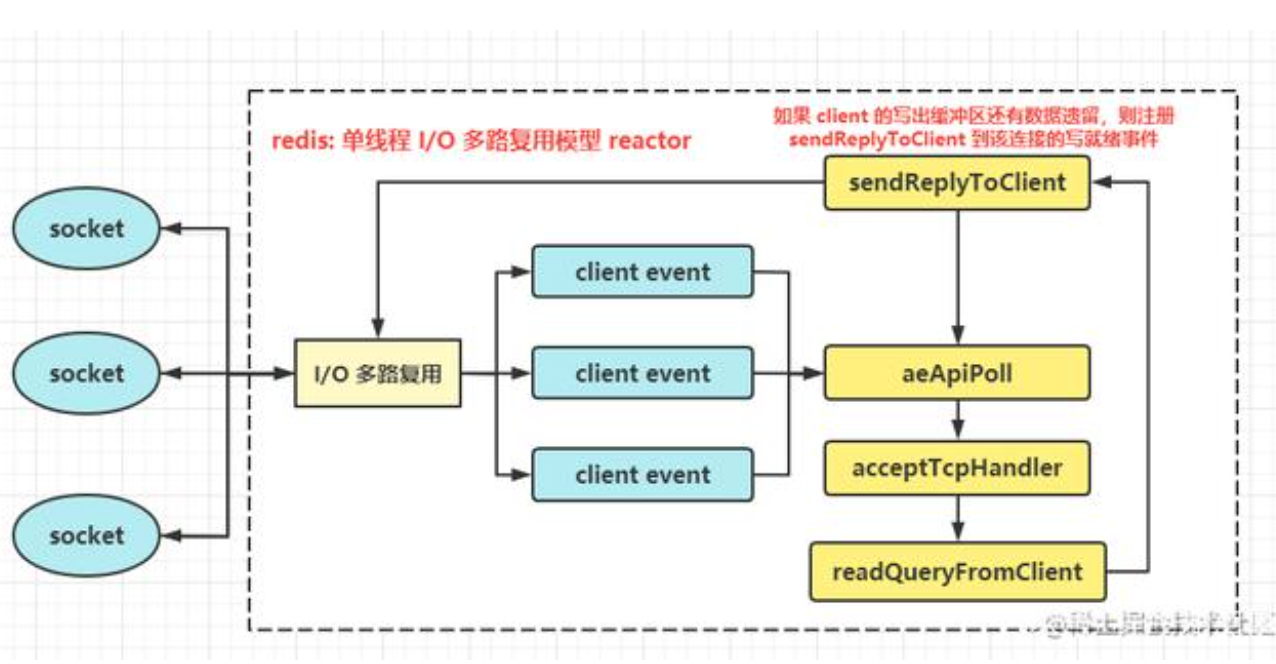 如果 client 的写出缓冲区还有数据遗留，则注册
redis: 单线程 I/O 多路复用模型 reactor
sendReplyToClient 到该连接的写就绪事件
sendReplyToClient
socket
client event
socket
I/O 多路复用
client event
aeApiPoll
acceptTcpHandler
client event
socket
readQueryFromClient
@稀土掘金技术社区